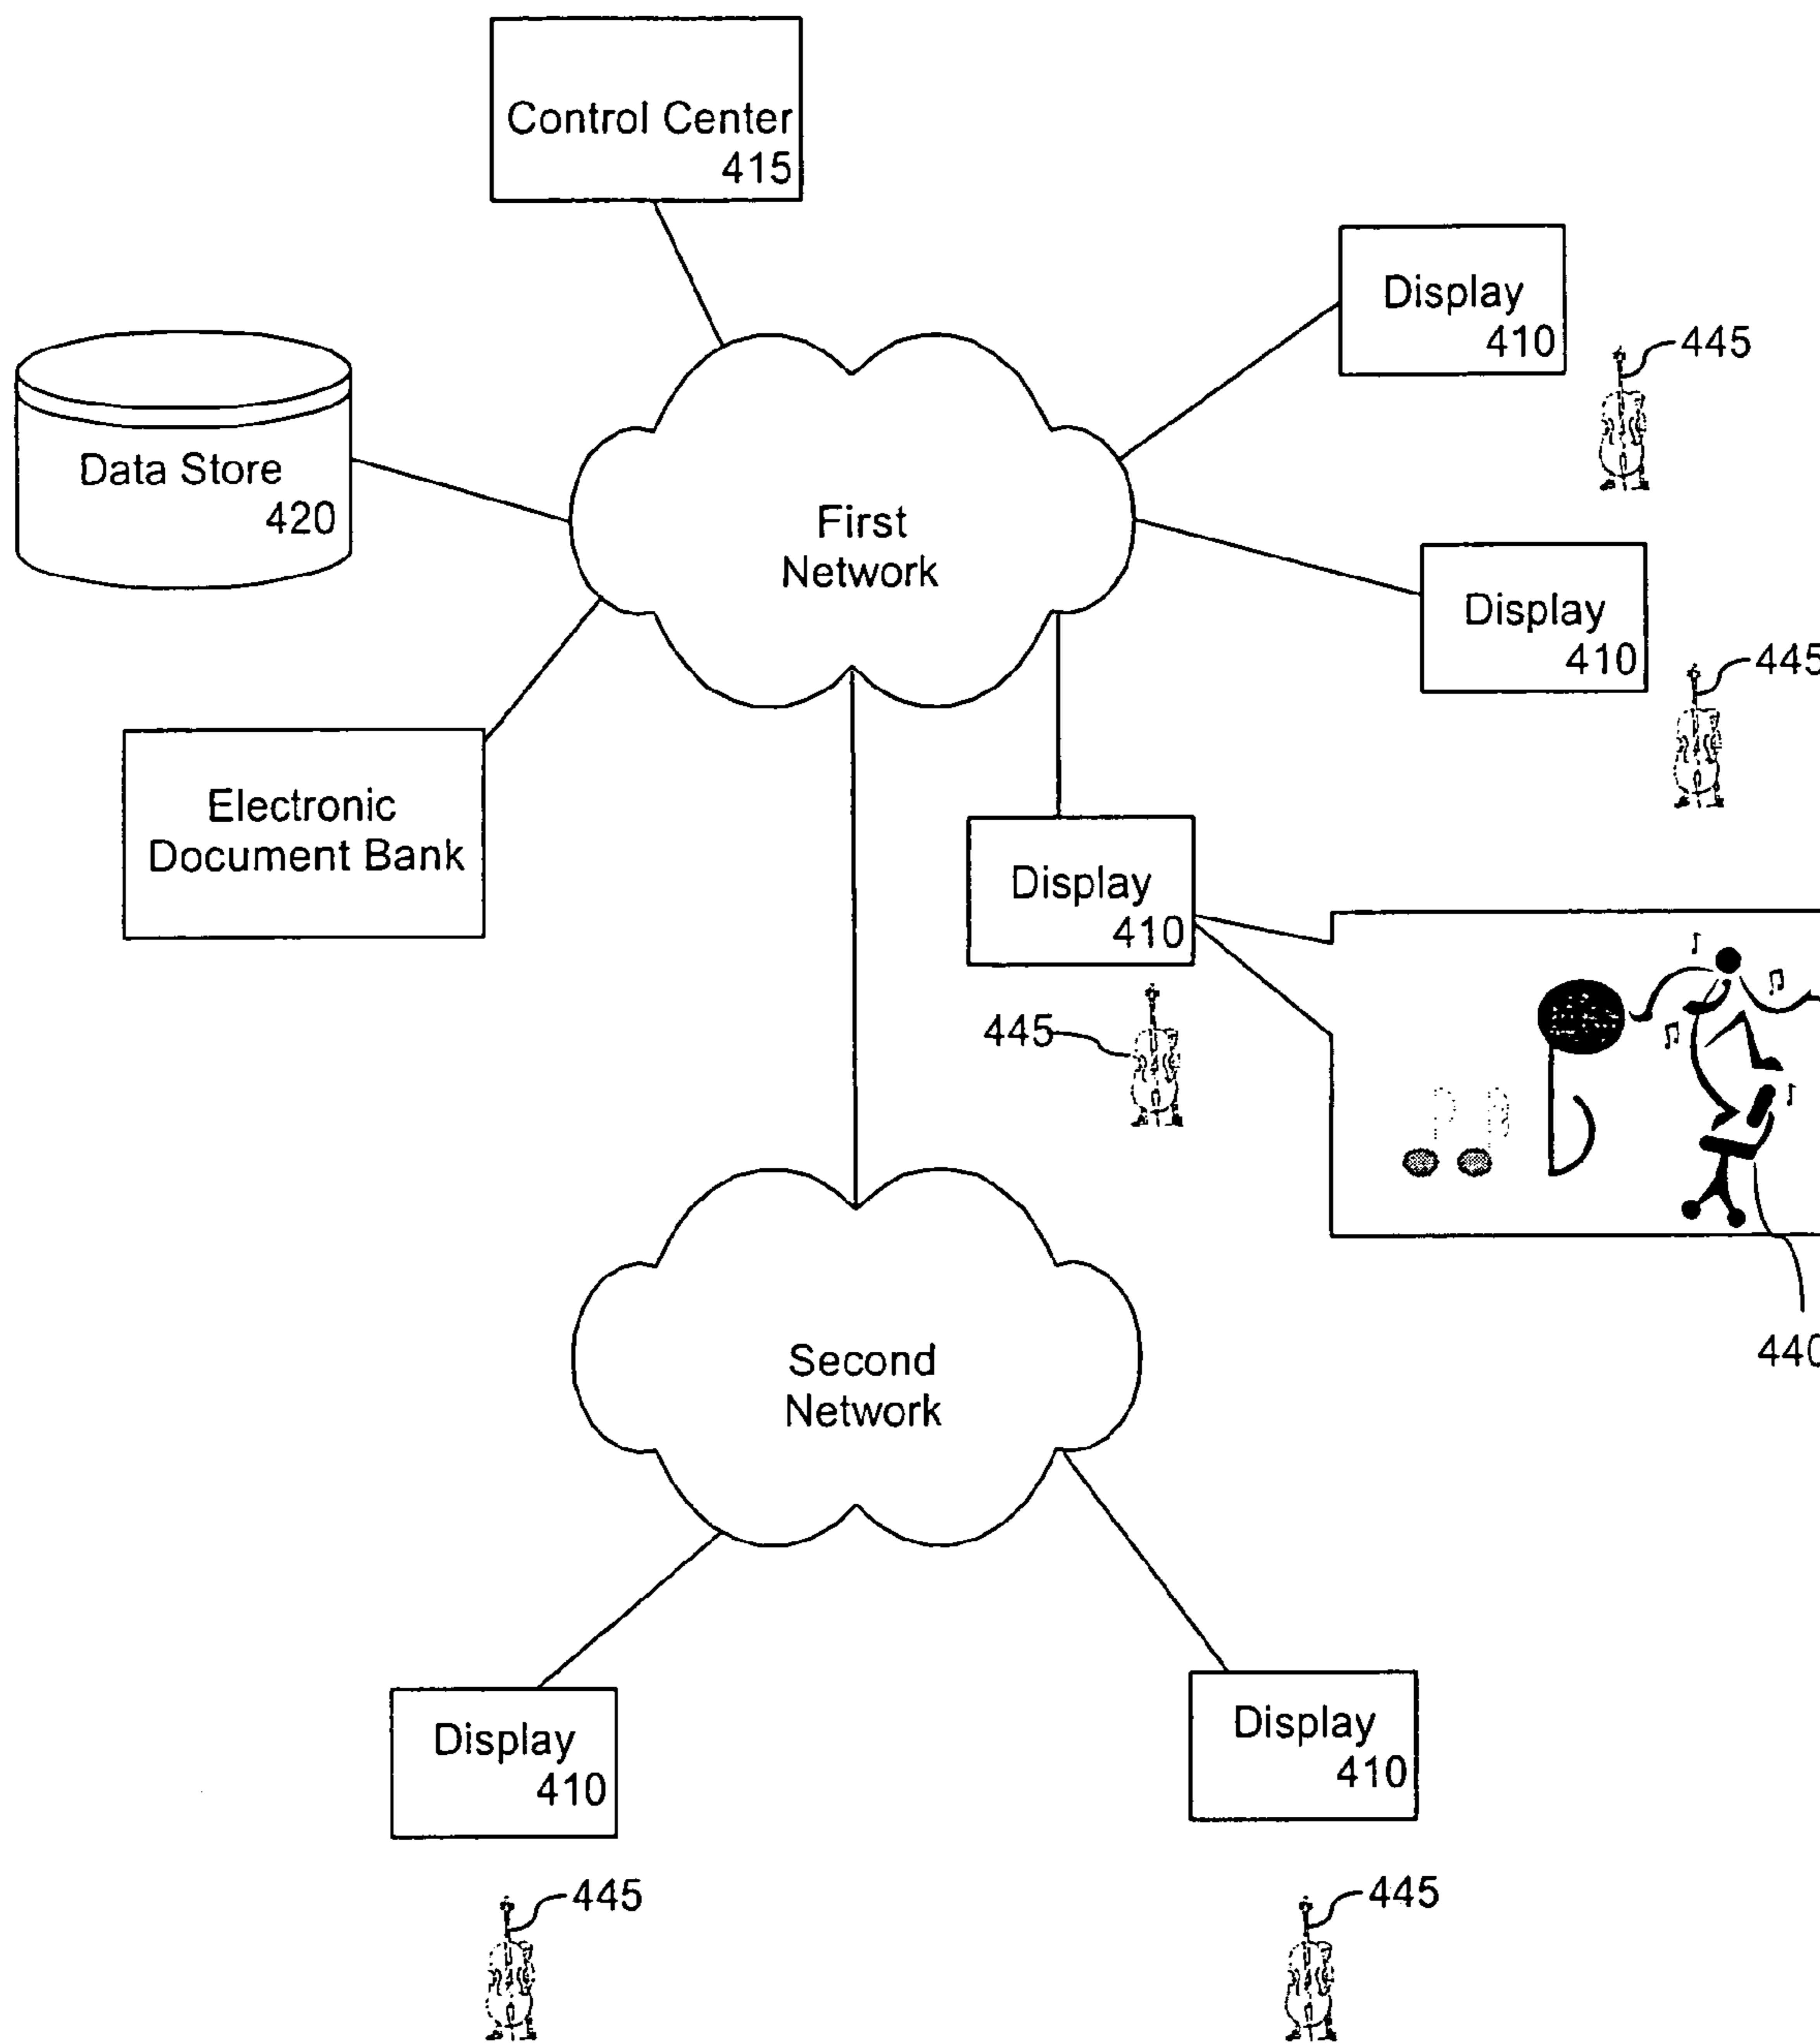 Control Center
415
Display
410
445
Data Store
420
First
Network
Display
410
445
Electronic
Document Bank
Display
410
445
440
Second
Network
Display
410
Display
410
445
445